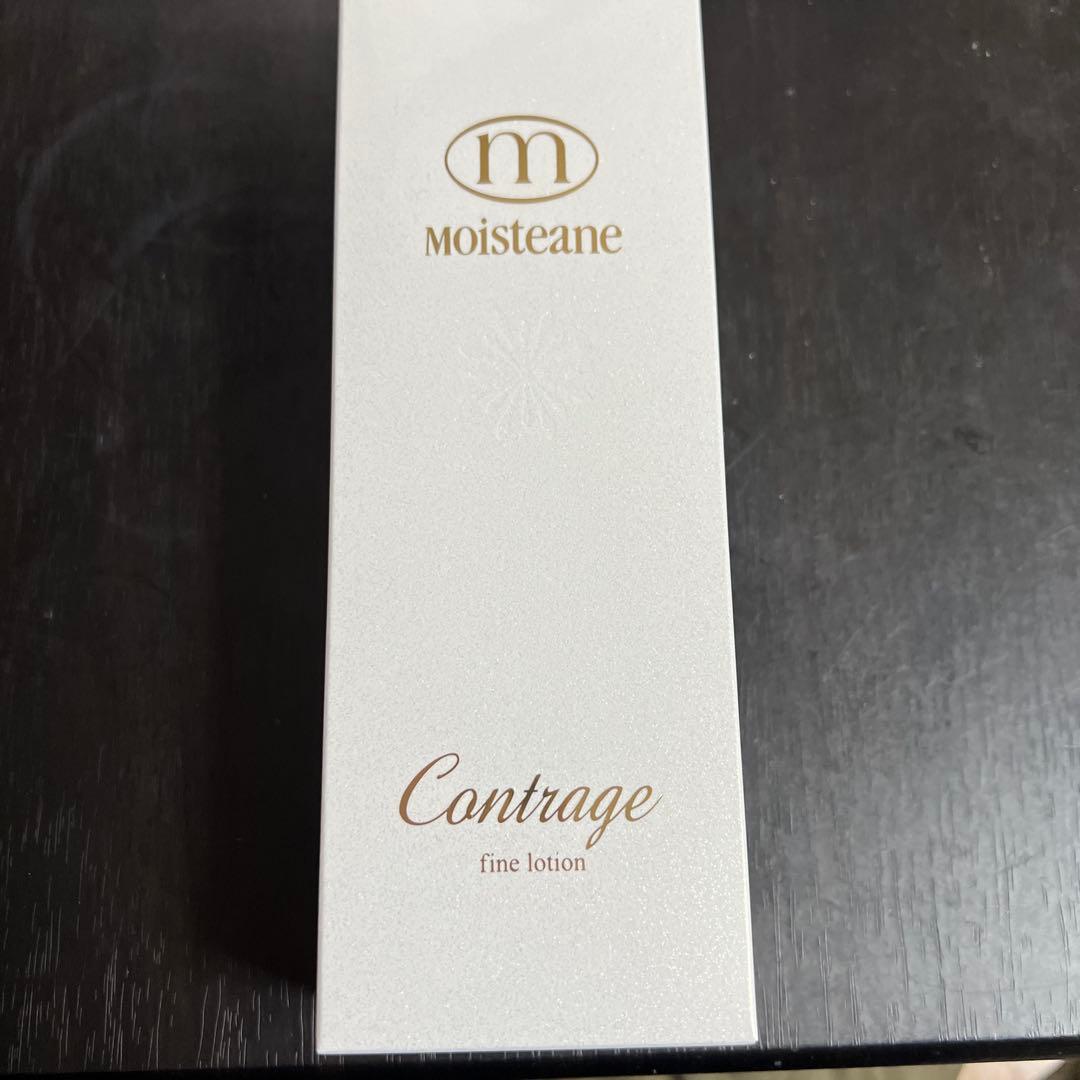 m
Moisteane
Contrage
fine lotion